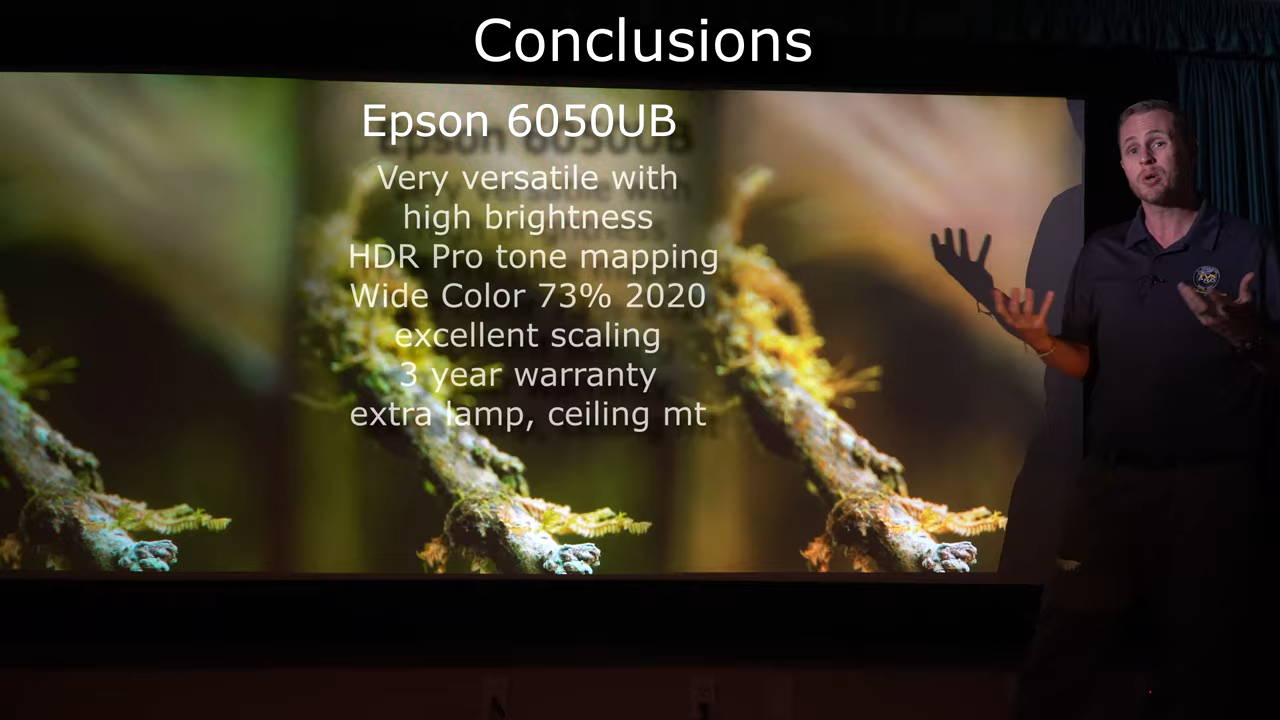 Conclusions
Epson 6050UB
Very versatile with
high brightness
HDR Pro tone mapping
Wide Color 73% 2020
excellent scaling
3 year warranty
extra lamp, ceiling mt